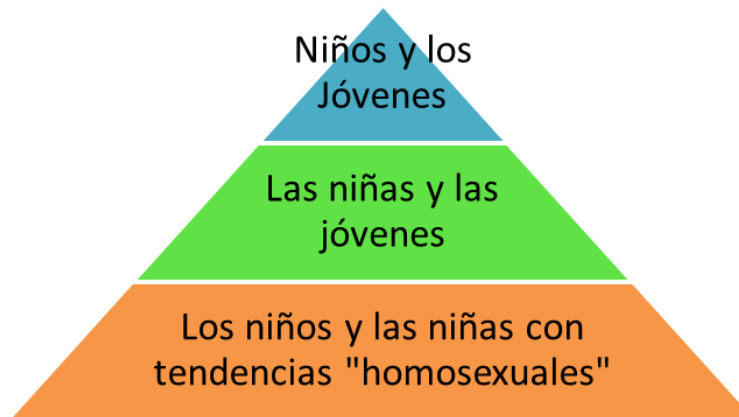 Niños y los
Jóvenes
Las niñas y las
jóvenes
Los niños y las niñas con
tendencias "homosexuales"